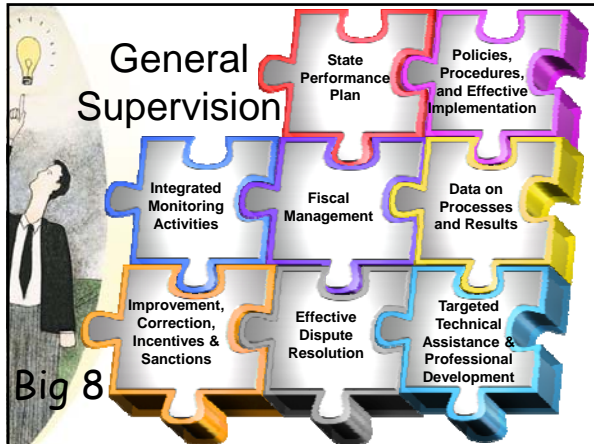 General
Supervision
State
Performance
Plan
Policies,
Procedures,
and Effective
Implementation
Integrated
Monitoring
Activities
Fiscal
Management
Data on
Processes
and Results
Improvement,
Correction,
Incentives &
Sanctions
Effective
Dispute
Resolution
Targeted
Technical
Assistance &
Professional
Development
Big 8